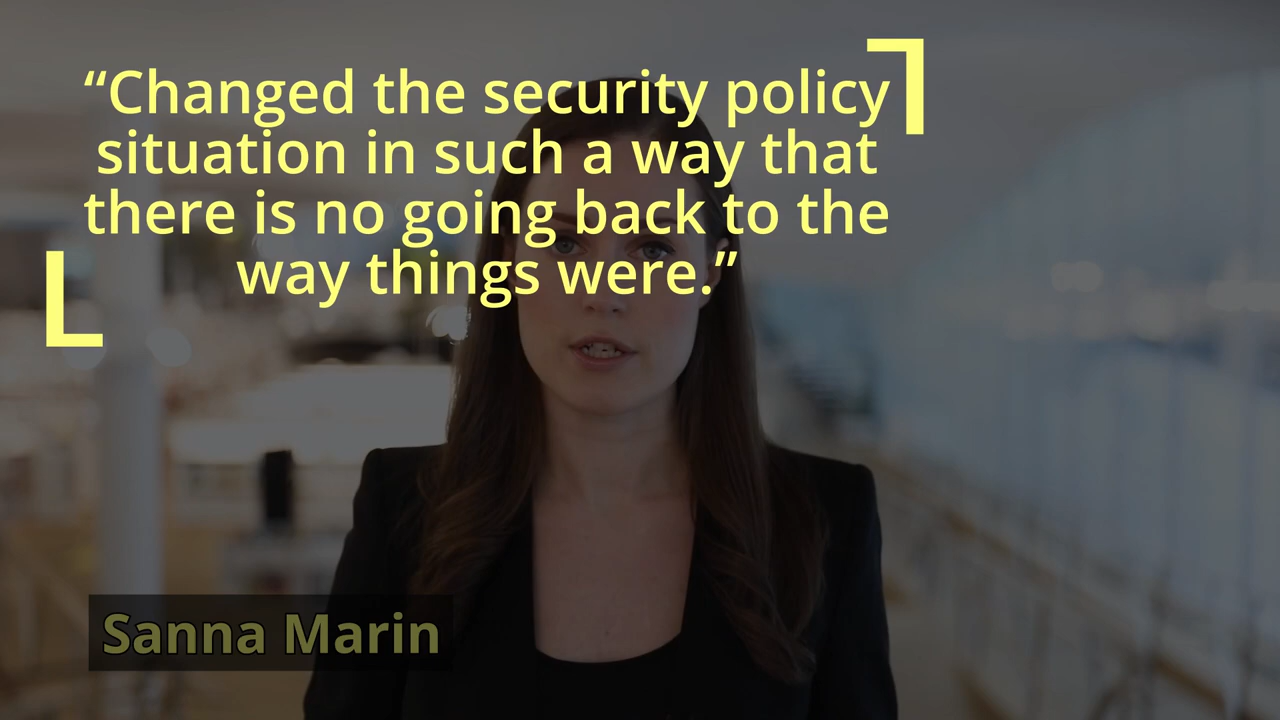 “Changed the security policy
situation in such a way that
there is no going back to the
way things were.”
Sanna Marin